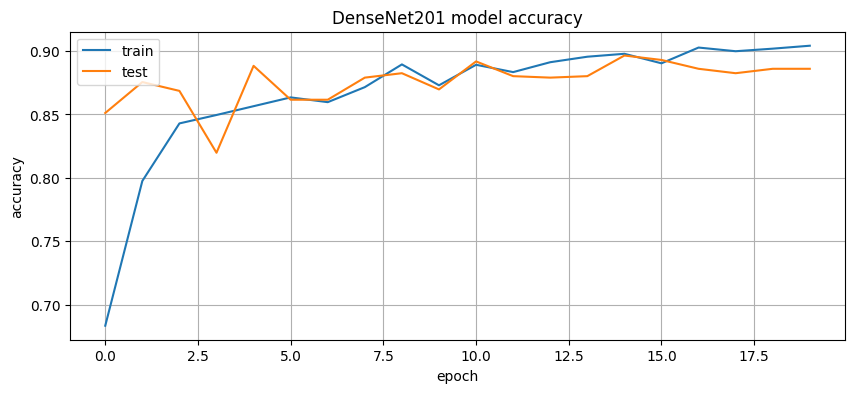 DenseNet201 model accuracy
train
test
0.90
0.85
0.80
0.75
0.70
accuracy
0.0 2.5 5.0 7.5 10.0 12.5 15.0 17.5
epoch